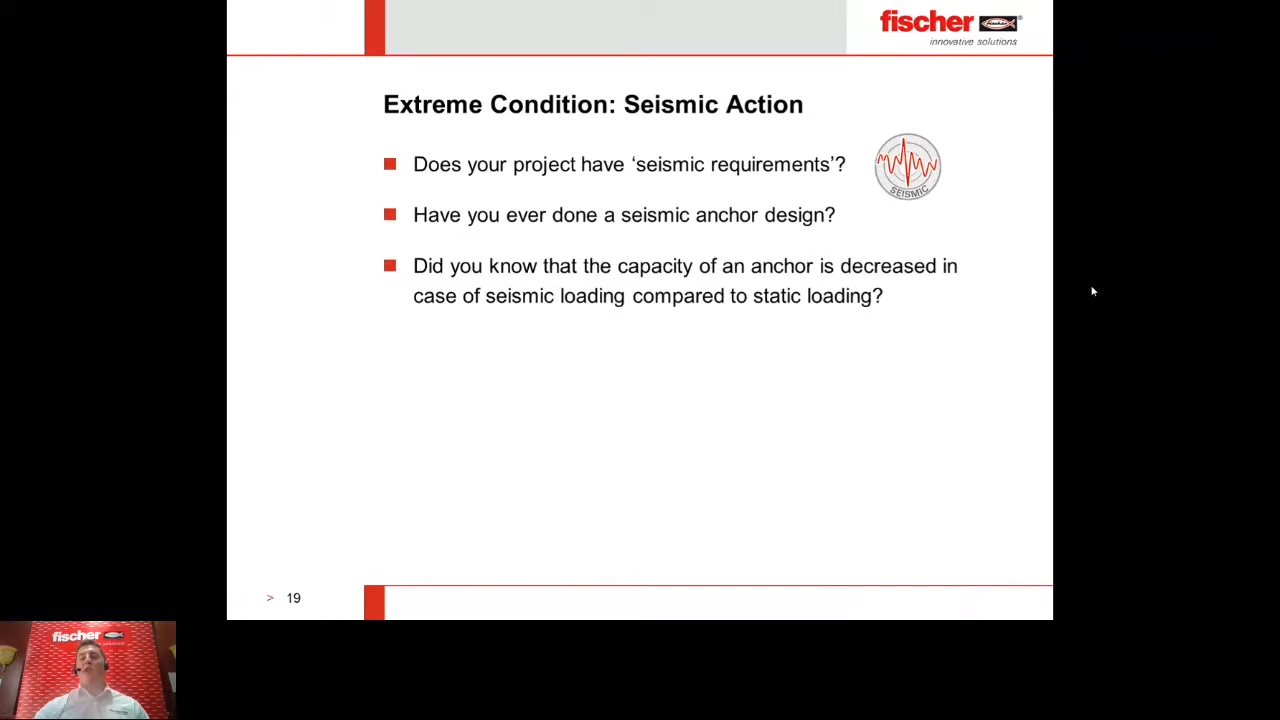 fischer
innovative solutions
Extreme Condition: Seismic Action
Does your project have ‘seismic requirements’?
SEISMIC
Have you ever done a seismic anchor design?
Did you know that the capacity of an anchor is decreased in
case of seismic loading compared to static loading?
> 19
fischer